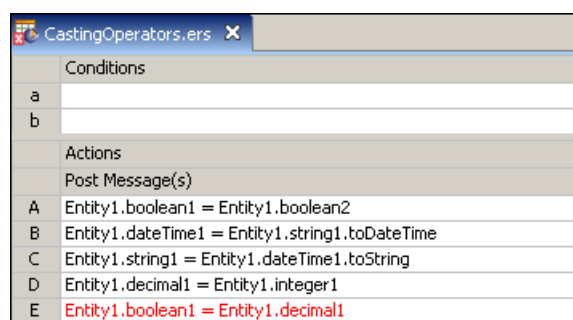 CastingOperators.ers
Conditions
a
b
Actions
Post Message(s)
A Entity1.boolean1 = Entity1.boolean2
B Entity1.dateTime1 = Entity1.string1.toDateTime
C Entity1.string1 = Entity1.dateTime1.toString
D Entity1.decimal1 = Entity1.integer1
E Entity1.boolean1 = Entity1.decimal1